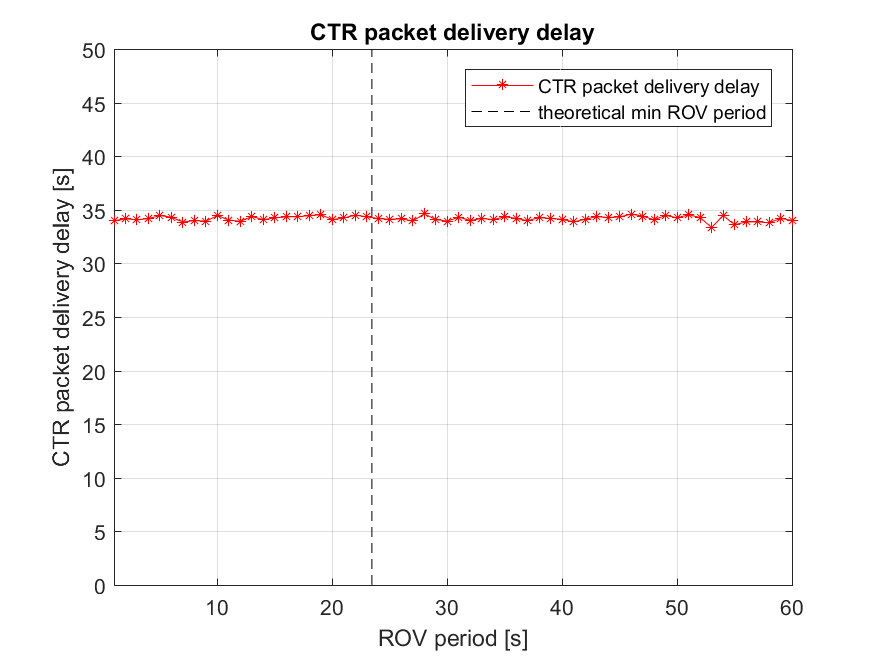 CTR packet delivery delay
CTR packet delivery delay
theoretical min ROV period
CTR packet delivery delay [s]
50
45
40
35
30
25
20
15
10
5
0
10 20 30 40 50 60
ROV period [s]